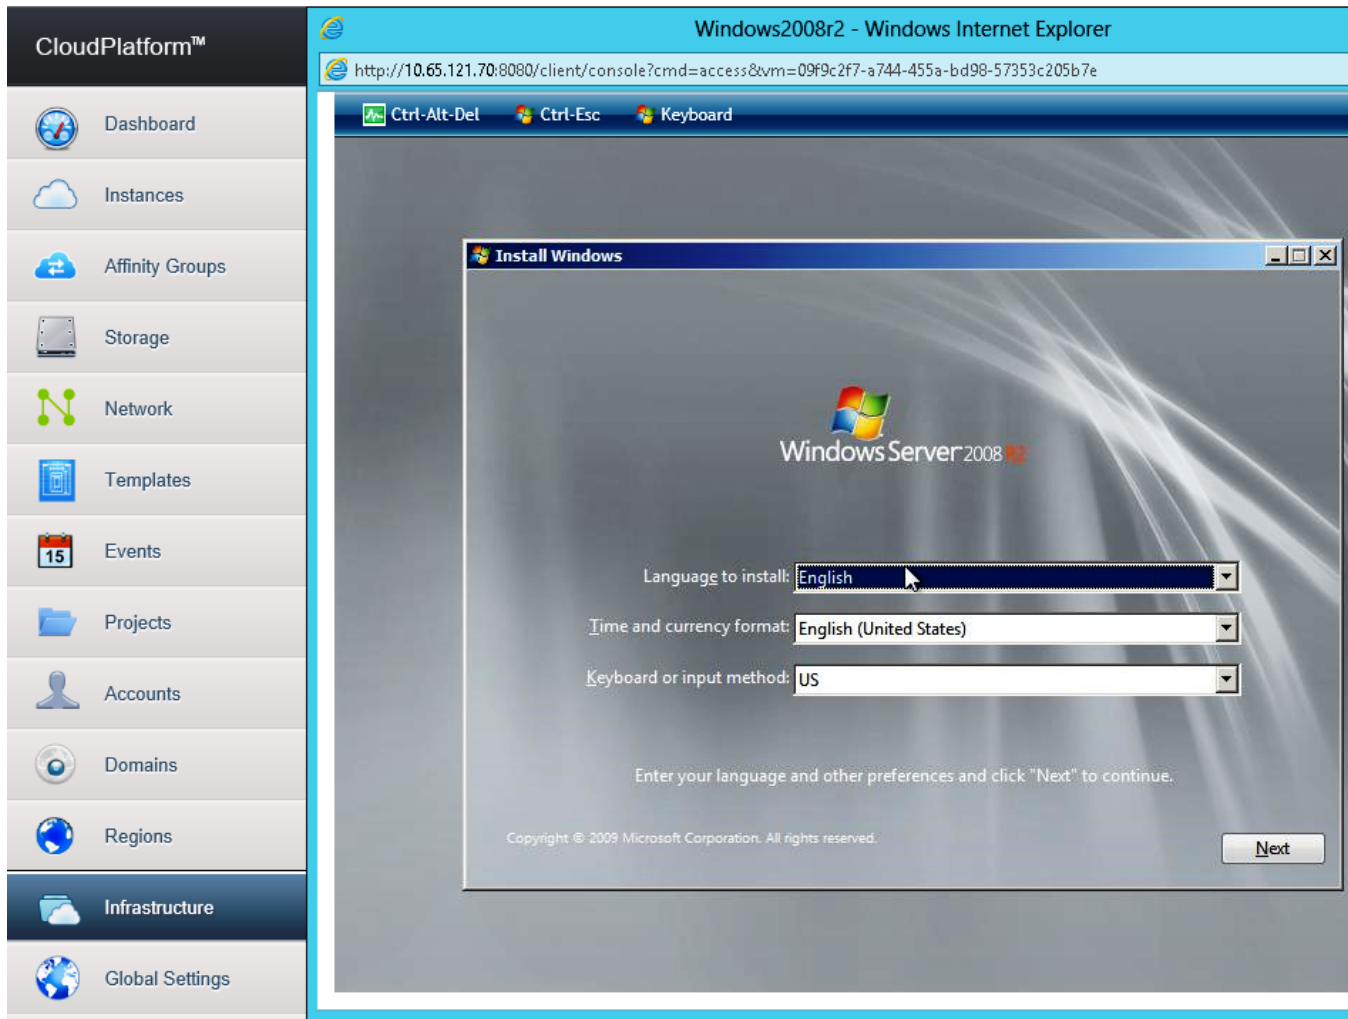 CloudPlatform™
Dashboard
Instances
Affinity Groups
Storage
Network
Templates
15
Events
Projects
Accounts
Domains
Regions
Infrastructure
Global Settings
Windows2008r2 - Windows Internet Explorer
http://10.65.121.70:8080/client/console?cmd=access&vm=09f9c2f7-a744-455a-bd98-57353c205b7e
Ctrl-Alt-Del Ctrl-Esc Keyboard
Install Windows
Windows Server 2008 R2
Language to install: English
Time and currency format: English (United States)
Keyboard or input method: US
Enter your language and other preferences and click "Next" to continue.
Copyright © 2009 Microsoft Corporation. All rights reserved.
Next